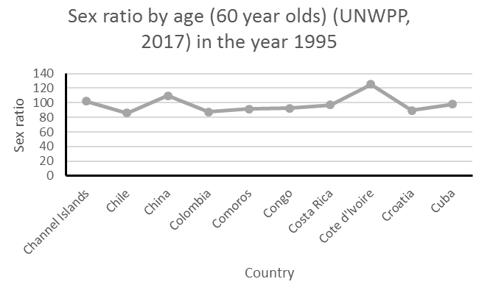 Sex ratio by age (60 year olds) (UNWPP,
2017) in the year 1995
Sex ratio
140
120
100
80
60
40
20
0
Channel Islands
Chile
China
Colombia
Comoros
Congo
Costa Rica
Cote d'Ivoire
Croatia
Cuba
Country